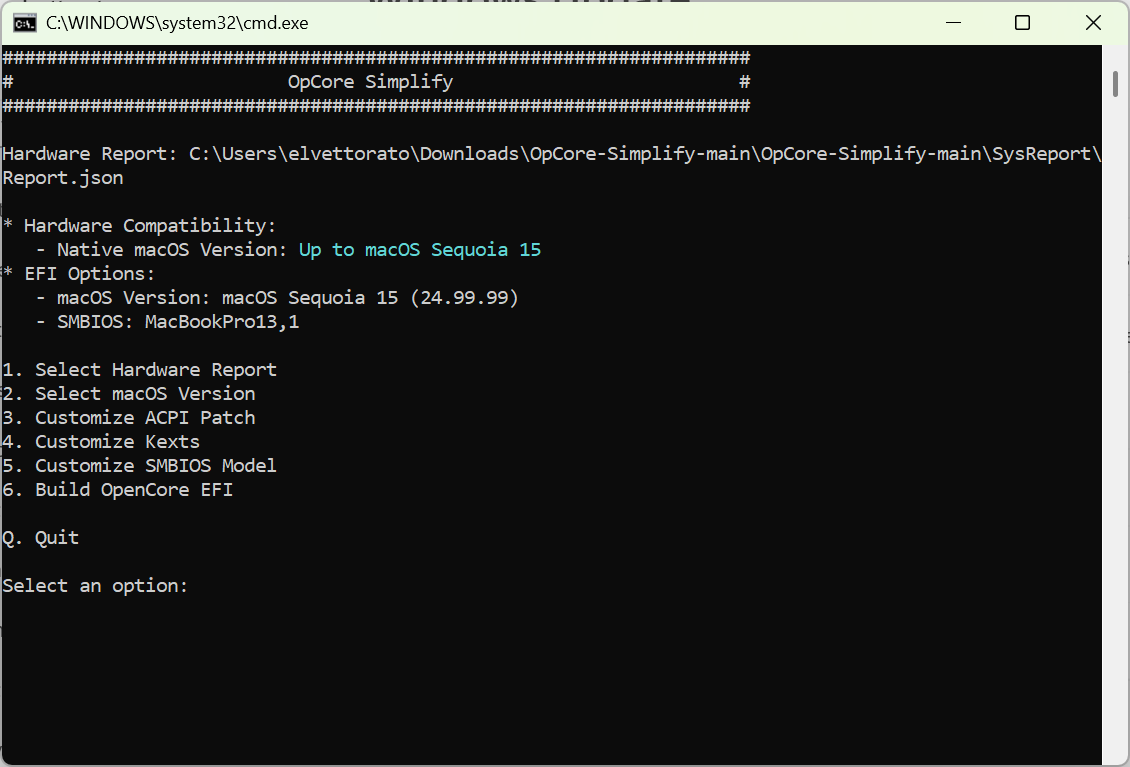 C:\WINDOWS\system32\cmd.exe
####################################################################
#                         OpCore Simplify                          #
####################################################################
Hardware Report: C:\Users\elvettorato\Downloads\OpCore-Simplify-main\OpCore-Simplify-main\SysReport\
Report.json
* Hardware Compatibility:
   - Native macOS Version: Up to macOS Sequoia 15
* EFI Options:
   - macOS Version: macOS Sequoia 15 (24.99.99)
   - SMBIOS: MacBookPro13,1
1. Select Hardware Report
2. Select macOS Version
3. Customize ACPI Patch
4. Customize Kexts
5. Customize SMBIOS Model
6. Build OpenCore EFI
Q. Quit
Select an option: